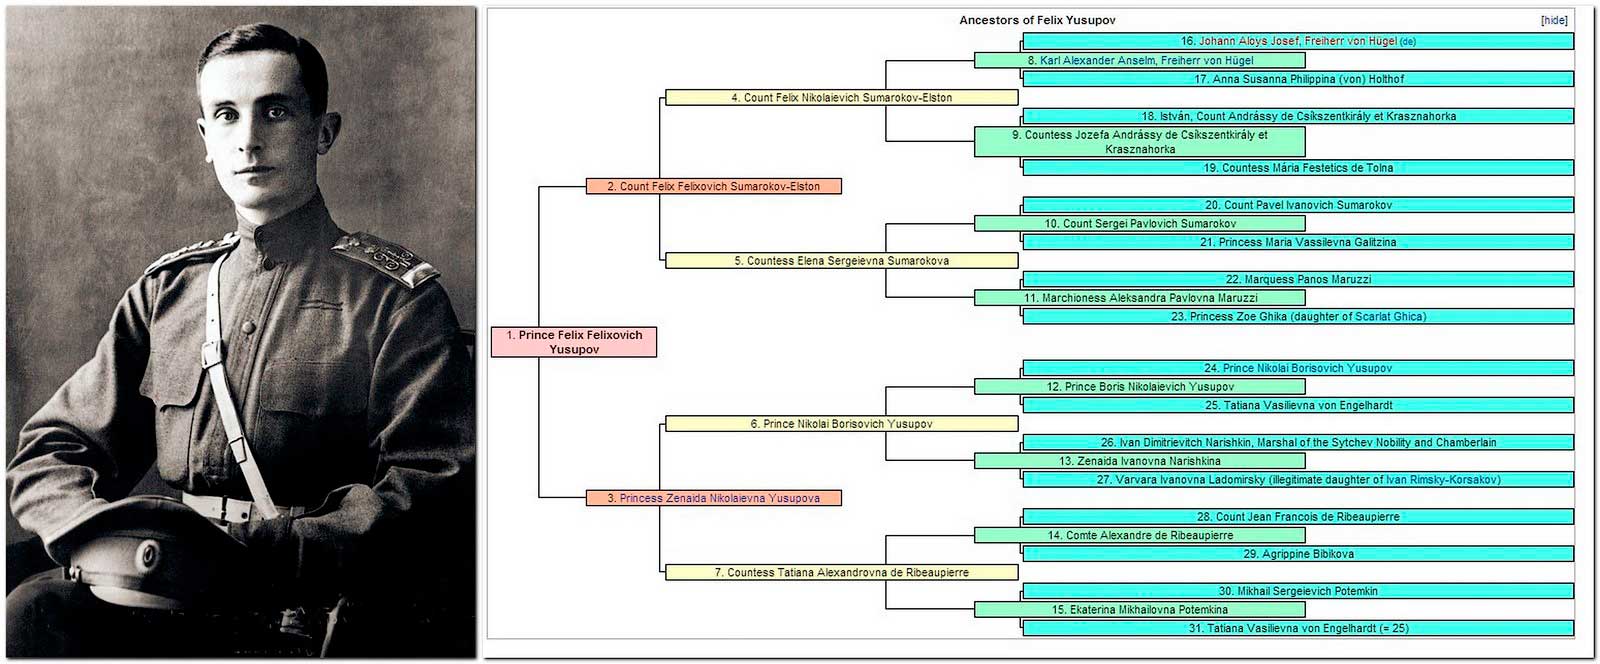 Ancestors of Felix Yusupov
[hide]
16. Johann Aloys Josef, Freiherr von Hügel (de)
8. Karl Alexander Anselm, Freiherr von Hügel
17. Anna Susanna Philippina (von) Holthof
4. Count Felix Nikolaievich Sumarokov-Elston
18. István, Count Andrássy de Csíkszentkirály et Krasznahorka
9. Countess Jozefa Andrássy de Csíkszentkirály et
Krasznahorka
19. Countess Mária Festetics de Tolna
2. Count Felix Felixovich Sumarokov-Elston
20. Count Pavel Ivanovich Sumarokov
10. Count Sergei Pavlovich Sumarokov
21. Princess Maria Vassilevna Galitzina
5. Countess Elena Sergeievna Sumarokova
22. Marquess Panos Maruzzi
11. Marchioness Aleksandra Pavlovna Maruzzi
23. Princess Zoe Ghika (daughter of Scarlat Ghica)
1. Prince Felix Felixovich
Yusupov
24. Prince Nikolai Borisovich Yusupov
12. Prince Boris Nikolaievich Yusupov
25. Tatiana Vasilievna von Engelhardt
6. Prince Nikolai Borisovich Yusupov
26. Ivan Dimitrievitch Narishkin, Marshal of the Sytchev Nobility and Chamberlain
13. Zenaida Ivanovna Narishkina
27. Varvara Ivanovna Ladomirsky (illegitimate daughter of Ivan Rimsky-Korsakov)
3. Princess Zenaida Nikolaievna Yusupova
28. Count Jean Francois de Ribeaupierre
14. Comte Alexandre de Ribeaupierre
29. Agrippine Bibikova
7. Countess Tatiana Alexandrovna de Ribeaupierre
30. Mikhail Sergeievich Potemkin
15. Ekaterina Mikhailovna Potemkina
31. Tatiana Vasilievna von Engelhardt (= 25)